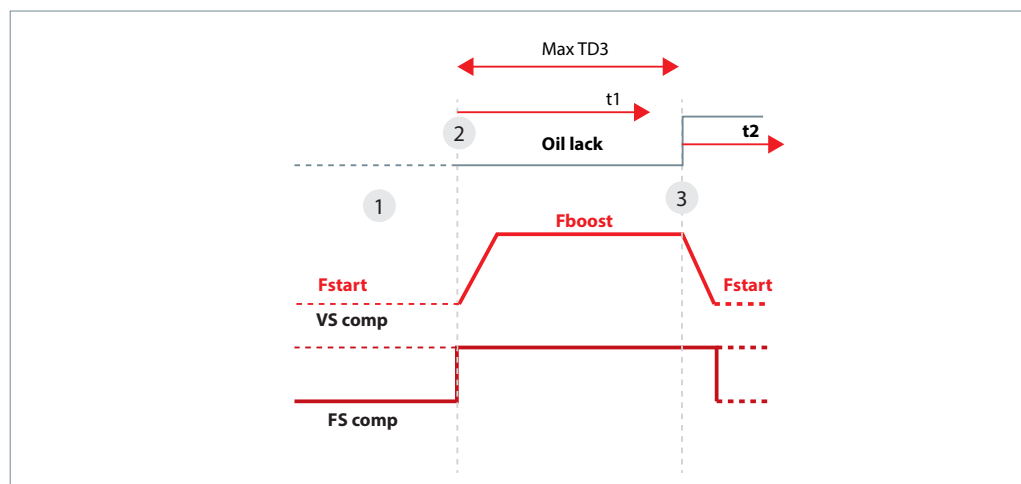 Max TD3
t1
2
Oil lack
t2
1
3
Fboost
Fstart
Fstart
VS comp
FS comp